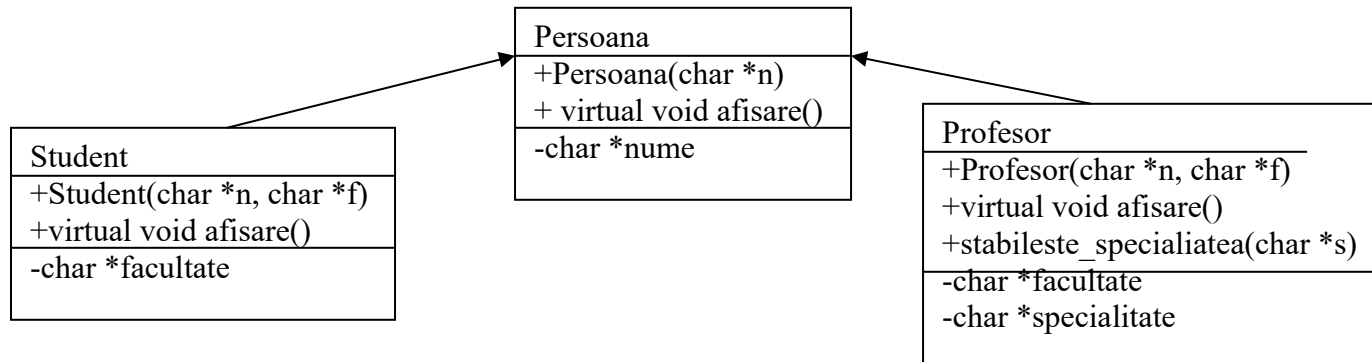 Persoana
+Persoana(char *n)
+ virtual void afisare()
-char *nume
Student
+Student(char *n, char *f)
+virtual void afisare()
-char *facultate
Profesor
+Profesor(char *n, char *f)
+virtual void afisare()
+stabileste_specialiatea(char *s)
-char *facultate
-char *specialitate